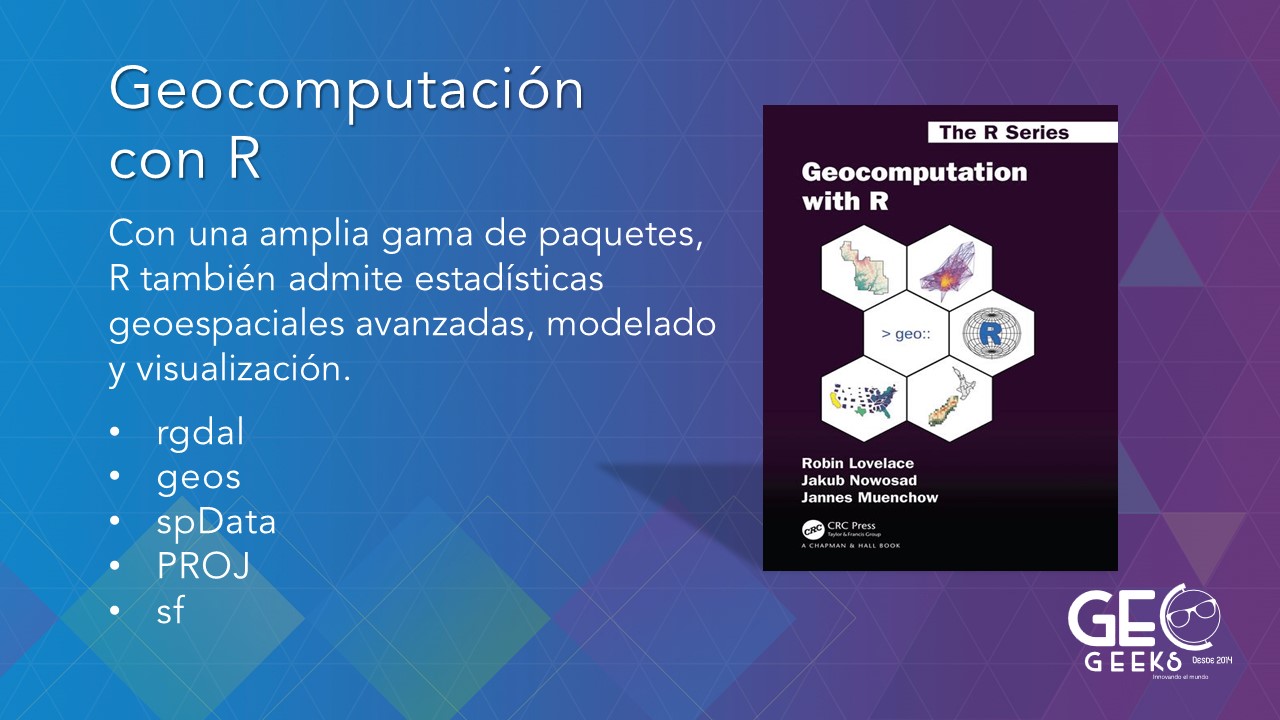 Geocomputación
con R
Con una amplia gama de paquetes,
R también admite estadísticas
geoespaciales avanzadas, modelado
y visualización.
• rgdal
• geos
• spData
• PROJ
• sf
The R Series
Geocomputation
with R
> geo::
R
Robin Lovelace
Jakub Nowosad
Jannes Muenchow
CRC
CRC Press
Taylor & Francis Group
A CHAPMAN & HALL BOOK
GEO
GEEKS Desde 2014
Innovando el mundo